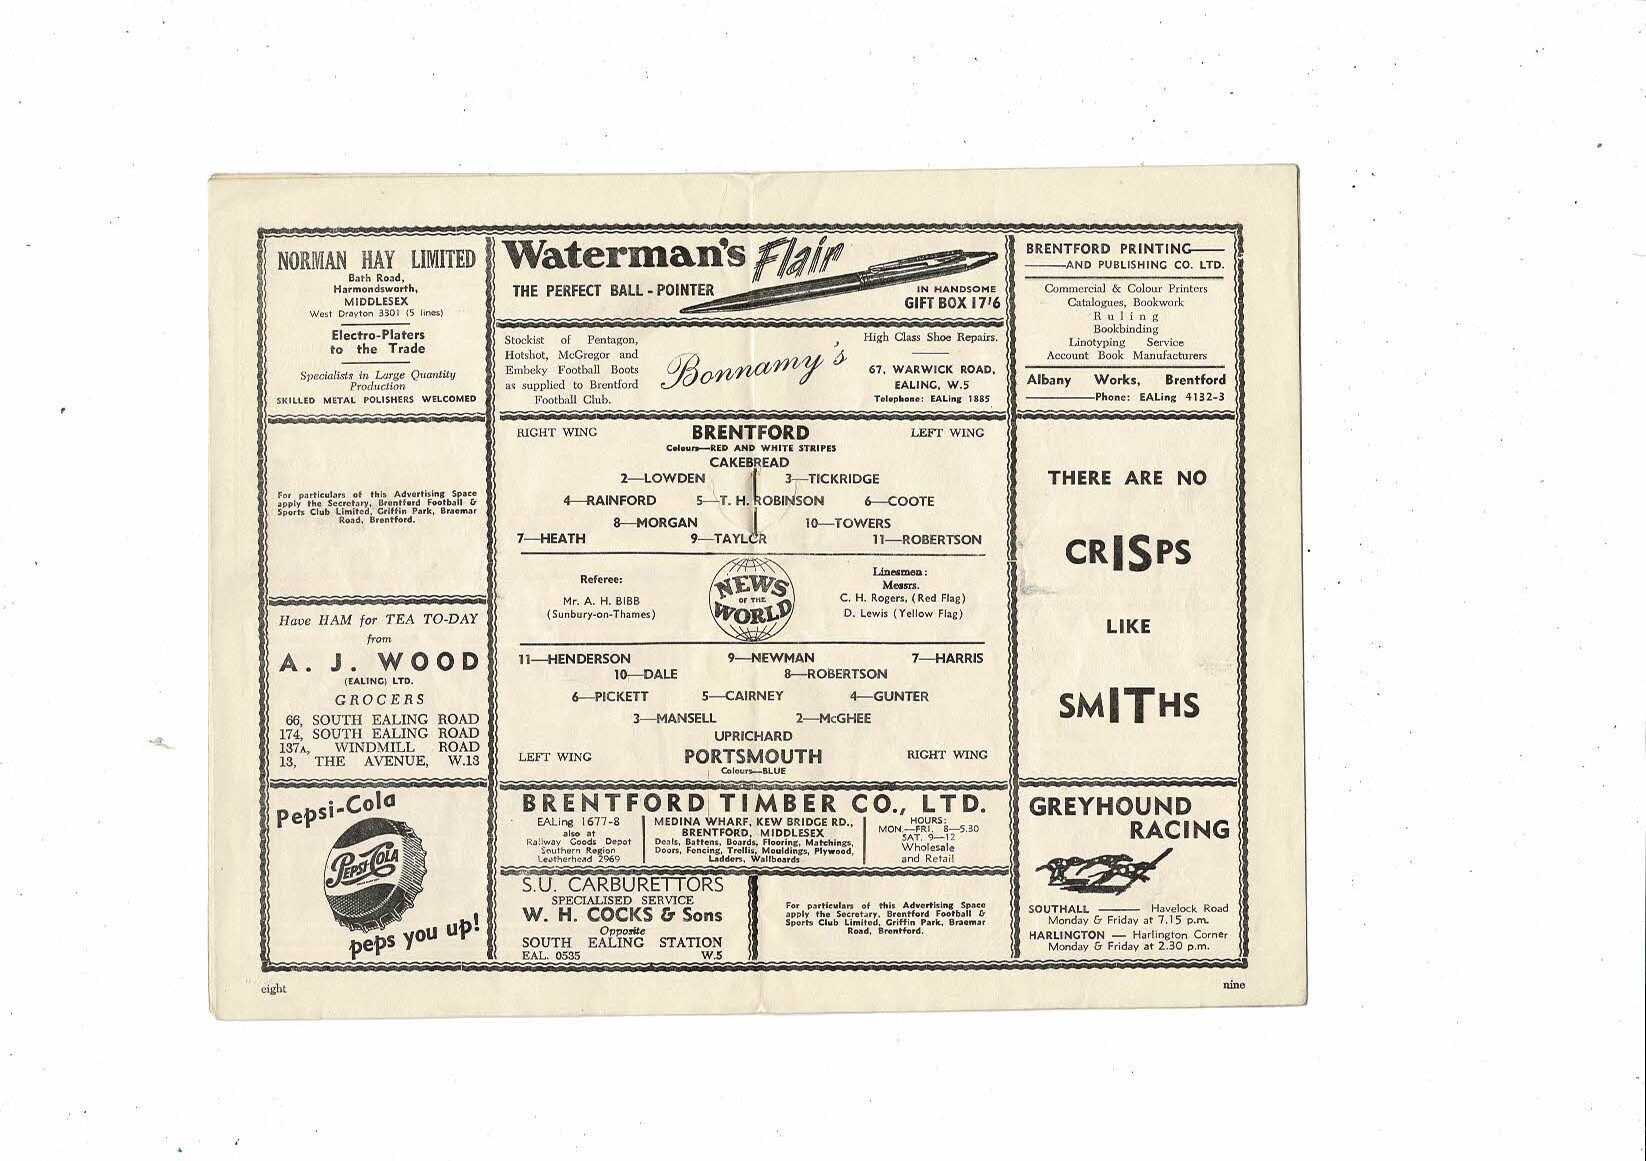 NORMAN HAY LIMITED
Bath Road,
Harmondsworth,
MIDDLESEX
West Drayton 3301 (5 lines)
Electro-Platers
to the Trade
Specialists in Large Quantity
Production
SKILLED METAL POLISHERS WELCOMED
For particulars of this Advertising Space
apply the Secretary, Brentford Football &
Sports Club Limited, Griffin Park, Braemar
Road, Brentford.
Have HAM for TEA TO-DAY
from
A. J. WOOD
(EALING) LTD.
GROCERS
66, SOUTH EALING ROAD
174, SOUTH EALING ROAD
137A, WINDMILL ROAD
13, THE AVENUE, W.13
Pepsi-Cola
PEPSI-COLA
peps you up!
Waterman's Flair
THE PERFECT BALL-POINTER
IN HANDSOME
GIFT BOX 17'6
Stockist of Pentagon,
Hotshot, McGregor and
Embeky Football Boots
as supplied to Brentford
Football Club.
Bonnamy's
High Class Shoe Repairs.
67, WARWICK ROAD,
EALING, W.5
Telephone: EALing 1885
RIGHT WING BRENTFORD LEFT WING
Colours—RED AND WHITE STRIPES
CAKEBREAD
2—LOWDEN 3—TICKRIDGE
4—RAINFORD 5—T. H. ROBINSON 6—COOTE
8—MORGAN 10—TOWERS
7—HEATH 9—TAYLOR 11—ROBERTSON
Referee:
Mr. A. H. BIBB
(Sunbury-on-Thames)
NEWS
OF THE
WORLD
Linesmen:
Messrs.
C. H. Rogers, (Red Flag)
D. Lewis (Yellow Flag)
11—HENDERSON 9—NEWMAN 7—HARRIS
10—DALE 8—ROBERTSON
6—PICKETT 5—CAIRNEY 4—GUNTER
3—MANSELL 2—McGHEE
UPRICHARD
LEFT WING PORTSMOUTH RIGHT WING
Colours—BLUE
BRENTFORD TIMBER CO., LTD.
EALing 1677-8
also at
Railway Goods Depot
Southern Region
Leatherhead 2969
MEDINA WHARF, KEW BRIDGE RD.,
BRENTFORD, MIDDLESEX
Deals, Battens, Boards, Flooring, Matchings,
Doors, Fencing, Trellis, Mouldings, Plywood,
Ladders, Wallboards
HOURS:
MON.—FRI. 8—5.30
SAT. 9—12
Wholesale
and Retail
S.U. CARBURETTORS
SPECIALISED SERVICE
W. H. COCKS & Sons
Opposite
SOUTH EALING STATION
EAL. 0535 W.5
For particulars of this Advertising Space
apply the Secretary, Brentford Football &
Sports Club Limited, Griffin Park, Braemar
Road, Brentford.
BRENTFORD PRINTING
AND PUBLISHING CO. LTD.
Commercial & Colour Printers
Catalogues, Bookwork
Ruling
Bookbinding
Linotyping Service
Account Book Manufacturers
Albany Works, Brentford
Phone: EALing 4132-3
THERE ARE NO
CRISPS
LIKE
SMITHS
GREYHOUND
RACING
SOUTHALL — Havelock Road
Monday & Friday at 7.15 p.m.
HARLINGTON — Harlington Corner
Monday & Friday at 2.30 p.m.
eight
nine